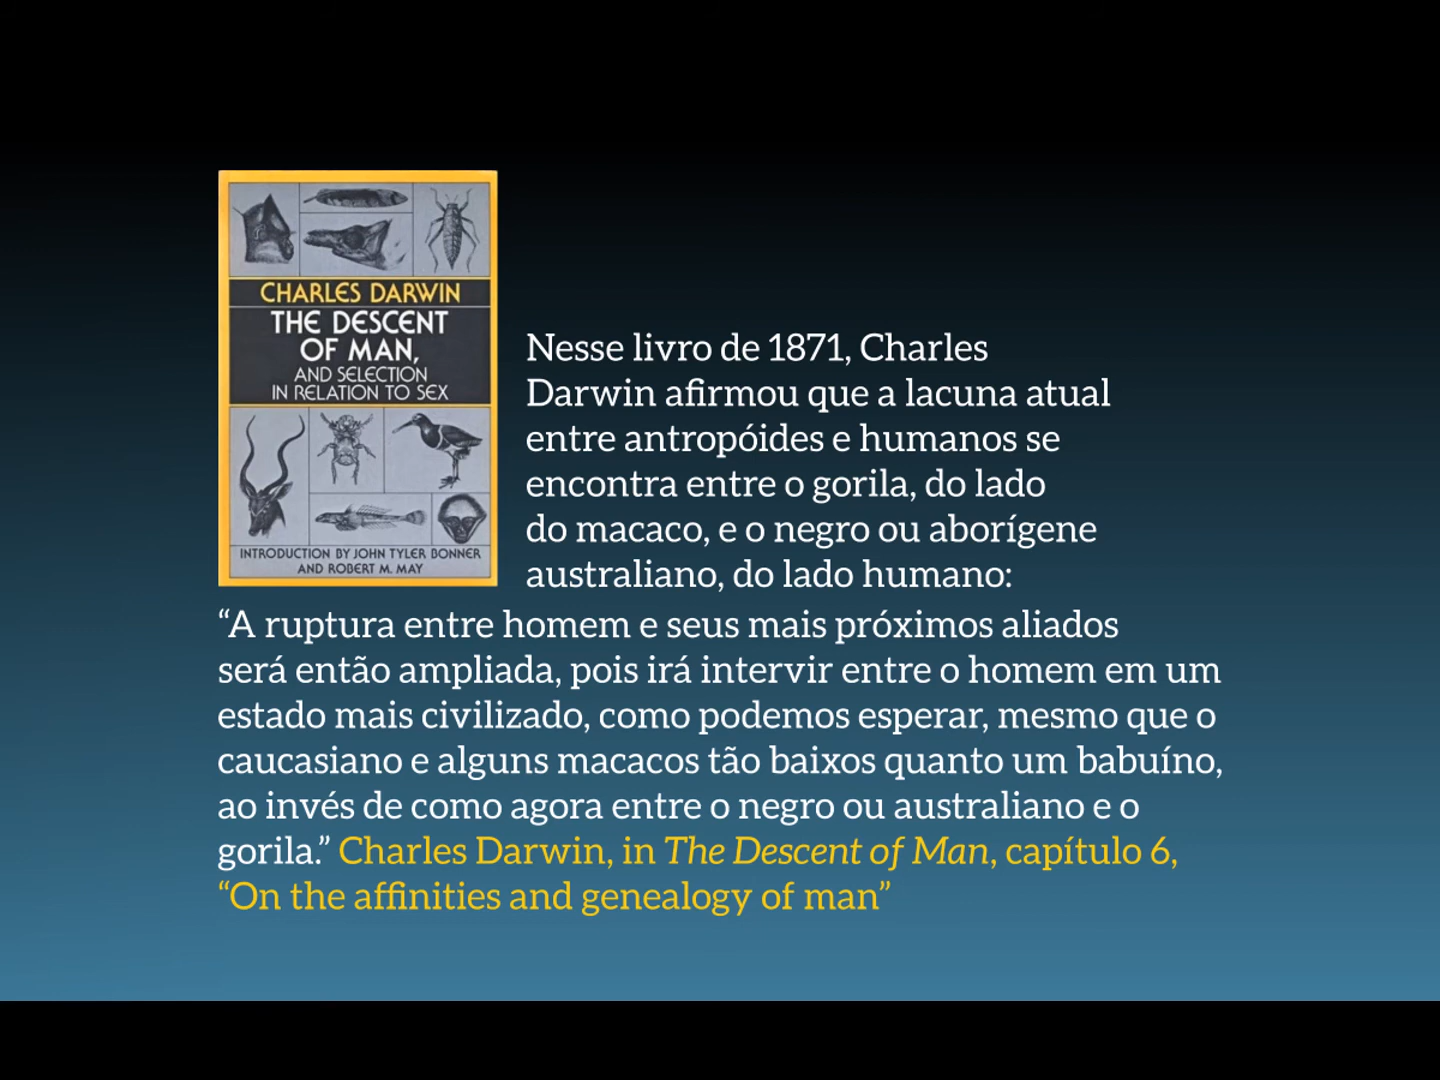 CHARLES DARWIN
THE DESCENT
OF MAN,
AND SELECTION
IN RELATION TO SEX
INTRODUCTION BY JOHN TYLER BONNER
AND ROBERT M. MAY
Nesse livro de 1871, Charles
Darwin afirmou que a lacuna atual
entre antropóides e humanos se
encontra entre o gorila, do lado
do macaco, e o negro ou aborígene
australiano, do lado humano:
“A ruptura entre homem e seus mais próximos aliados
será então ampliada, pois irá intervir entre o homem em um
estado mais civilizado, como podemos esperar, mesmo que o
caucasiano e alguns macacos tão baixos quanto um babuíno,
ao invés de como agora entre o negro ou australiano e o
gorila.” Charles Darwin, in The Descent of Man, capítulo 6,
“On the affinities and genealogy of man”